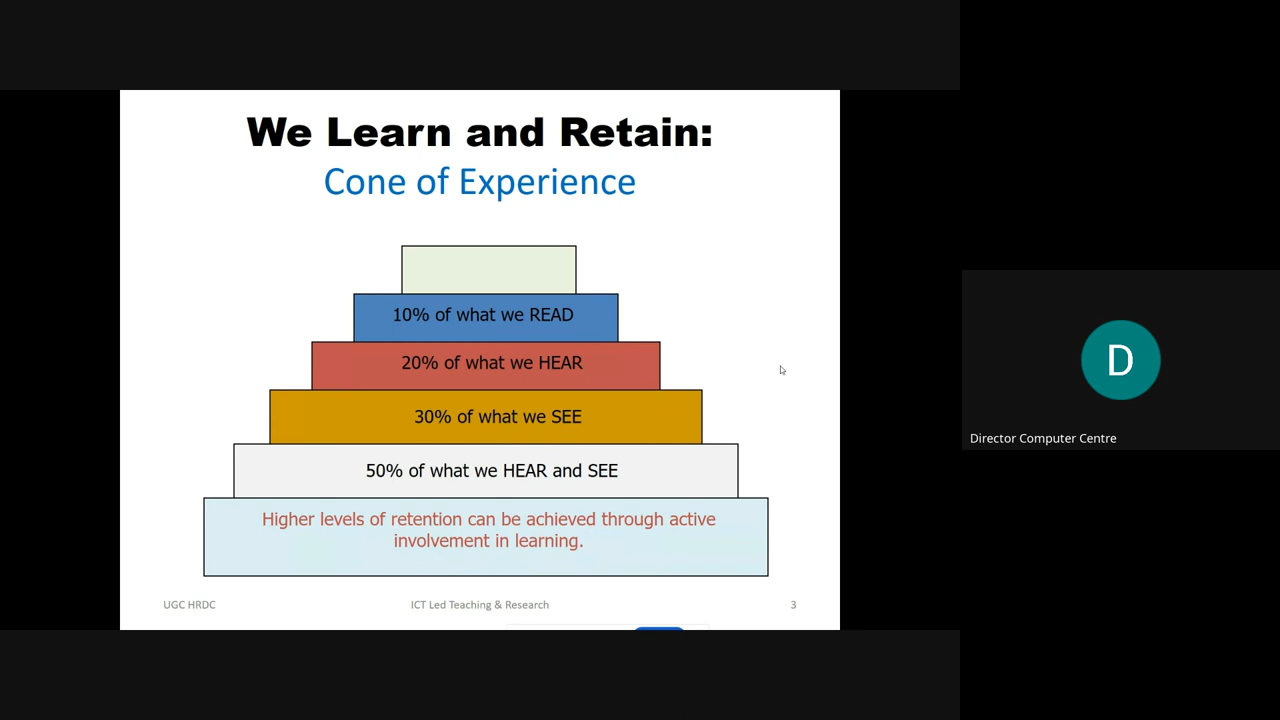 We Learn and Retain:
Cone of Experience
10% of what we READ
20% of what we HEAR
30% of what we SEE
50% of what we HEAR and SEE
Higher levels of retention can be achieved through active
involvement in learning.
UGC HRDC
ICT Led Teaching & Research
3
D
Director Computer Centre